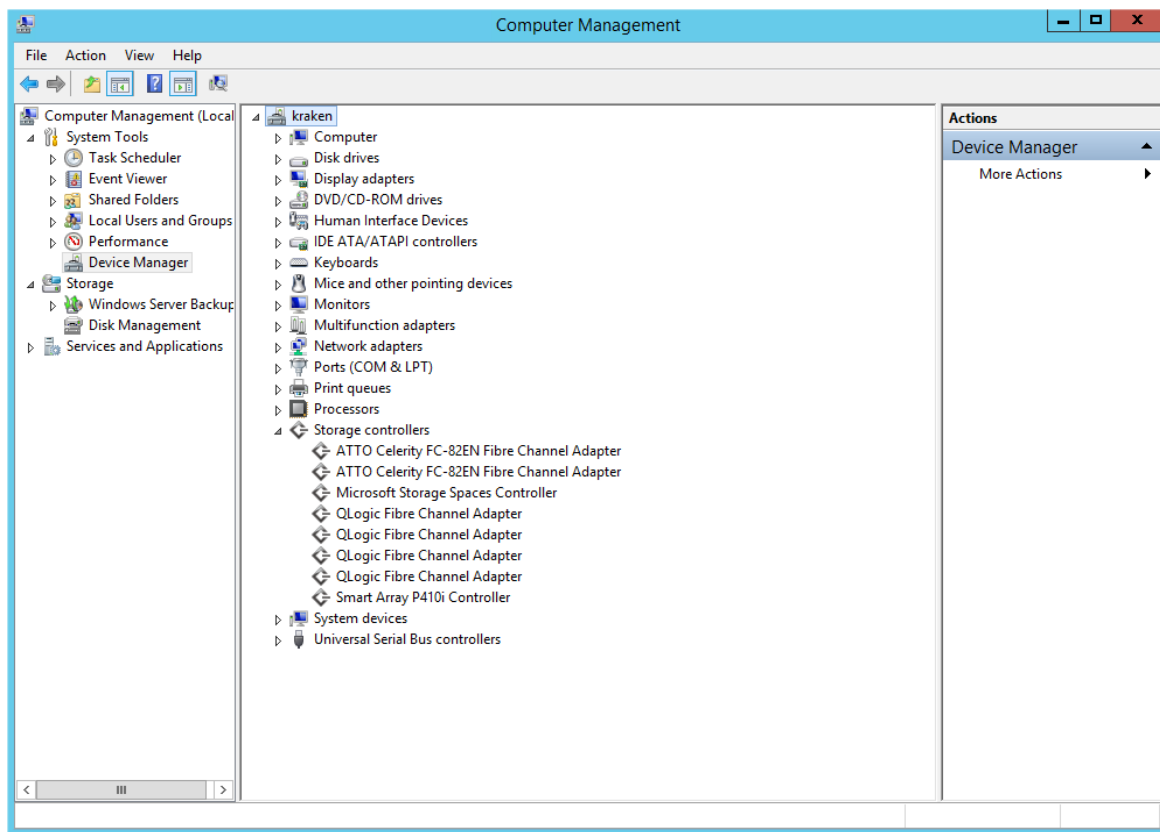 Computer Management
File Action View Help
Computer Management (Local
System Tools
Task Scheduler
Event Viewer
Shared Folders
Local Users and Groups
Performance
Device Manager
Storage
Windows Server Backup
Disk Management
Services and Applications
kraken
Computer
Disk drives
Display adapters
DVD/CD-ROM drives
Human Interface Devices
IDE ATA/ATAPI controllers
Keyboards
Mice and other pointing devices
Monitors
Multifunction adapters
Network adapters
Ports (COM & LPT)
Print queues
Processors
Storage controllers
ATTO Celerity FC-82EN Fibre Channel Adapter
ATTO Celerity FC-82EN Fibre Channel Adapter
Microsoft Storage Spaces Controller
QLogic Fibre Channel Adapter
QLogic Fibre Channel Adapter
QLogic Fibre Channel Adapter
QLogic Fibre Channel Adapter
Smart Array P410i Controller
System devices
Universal Serial Bus controllers
Actions
Device Manager
More Actions